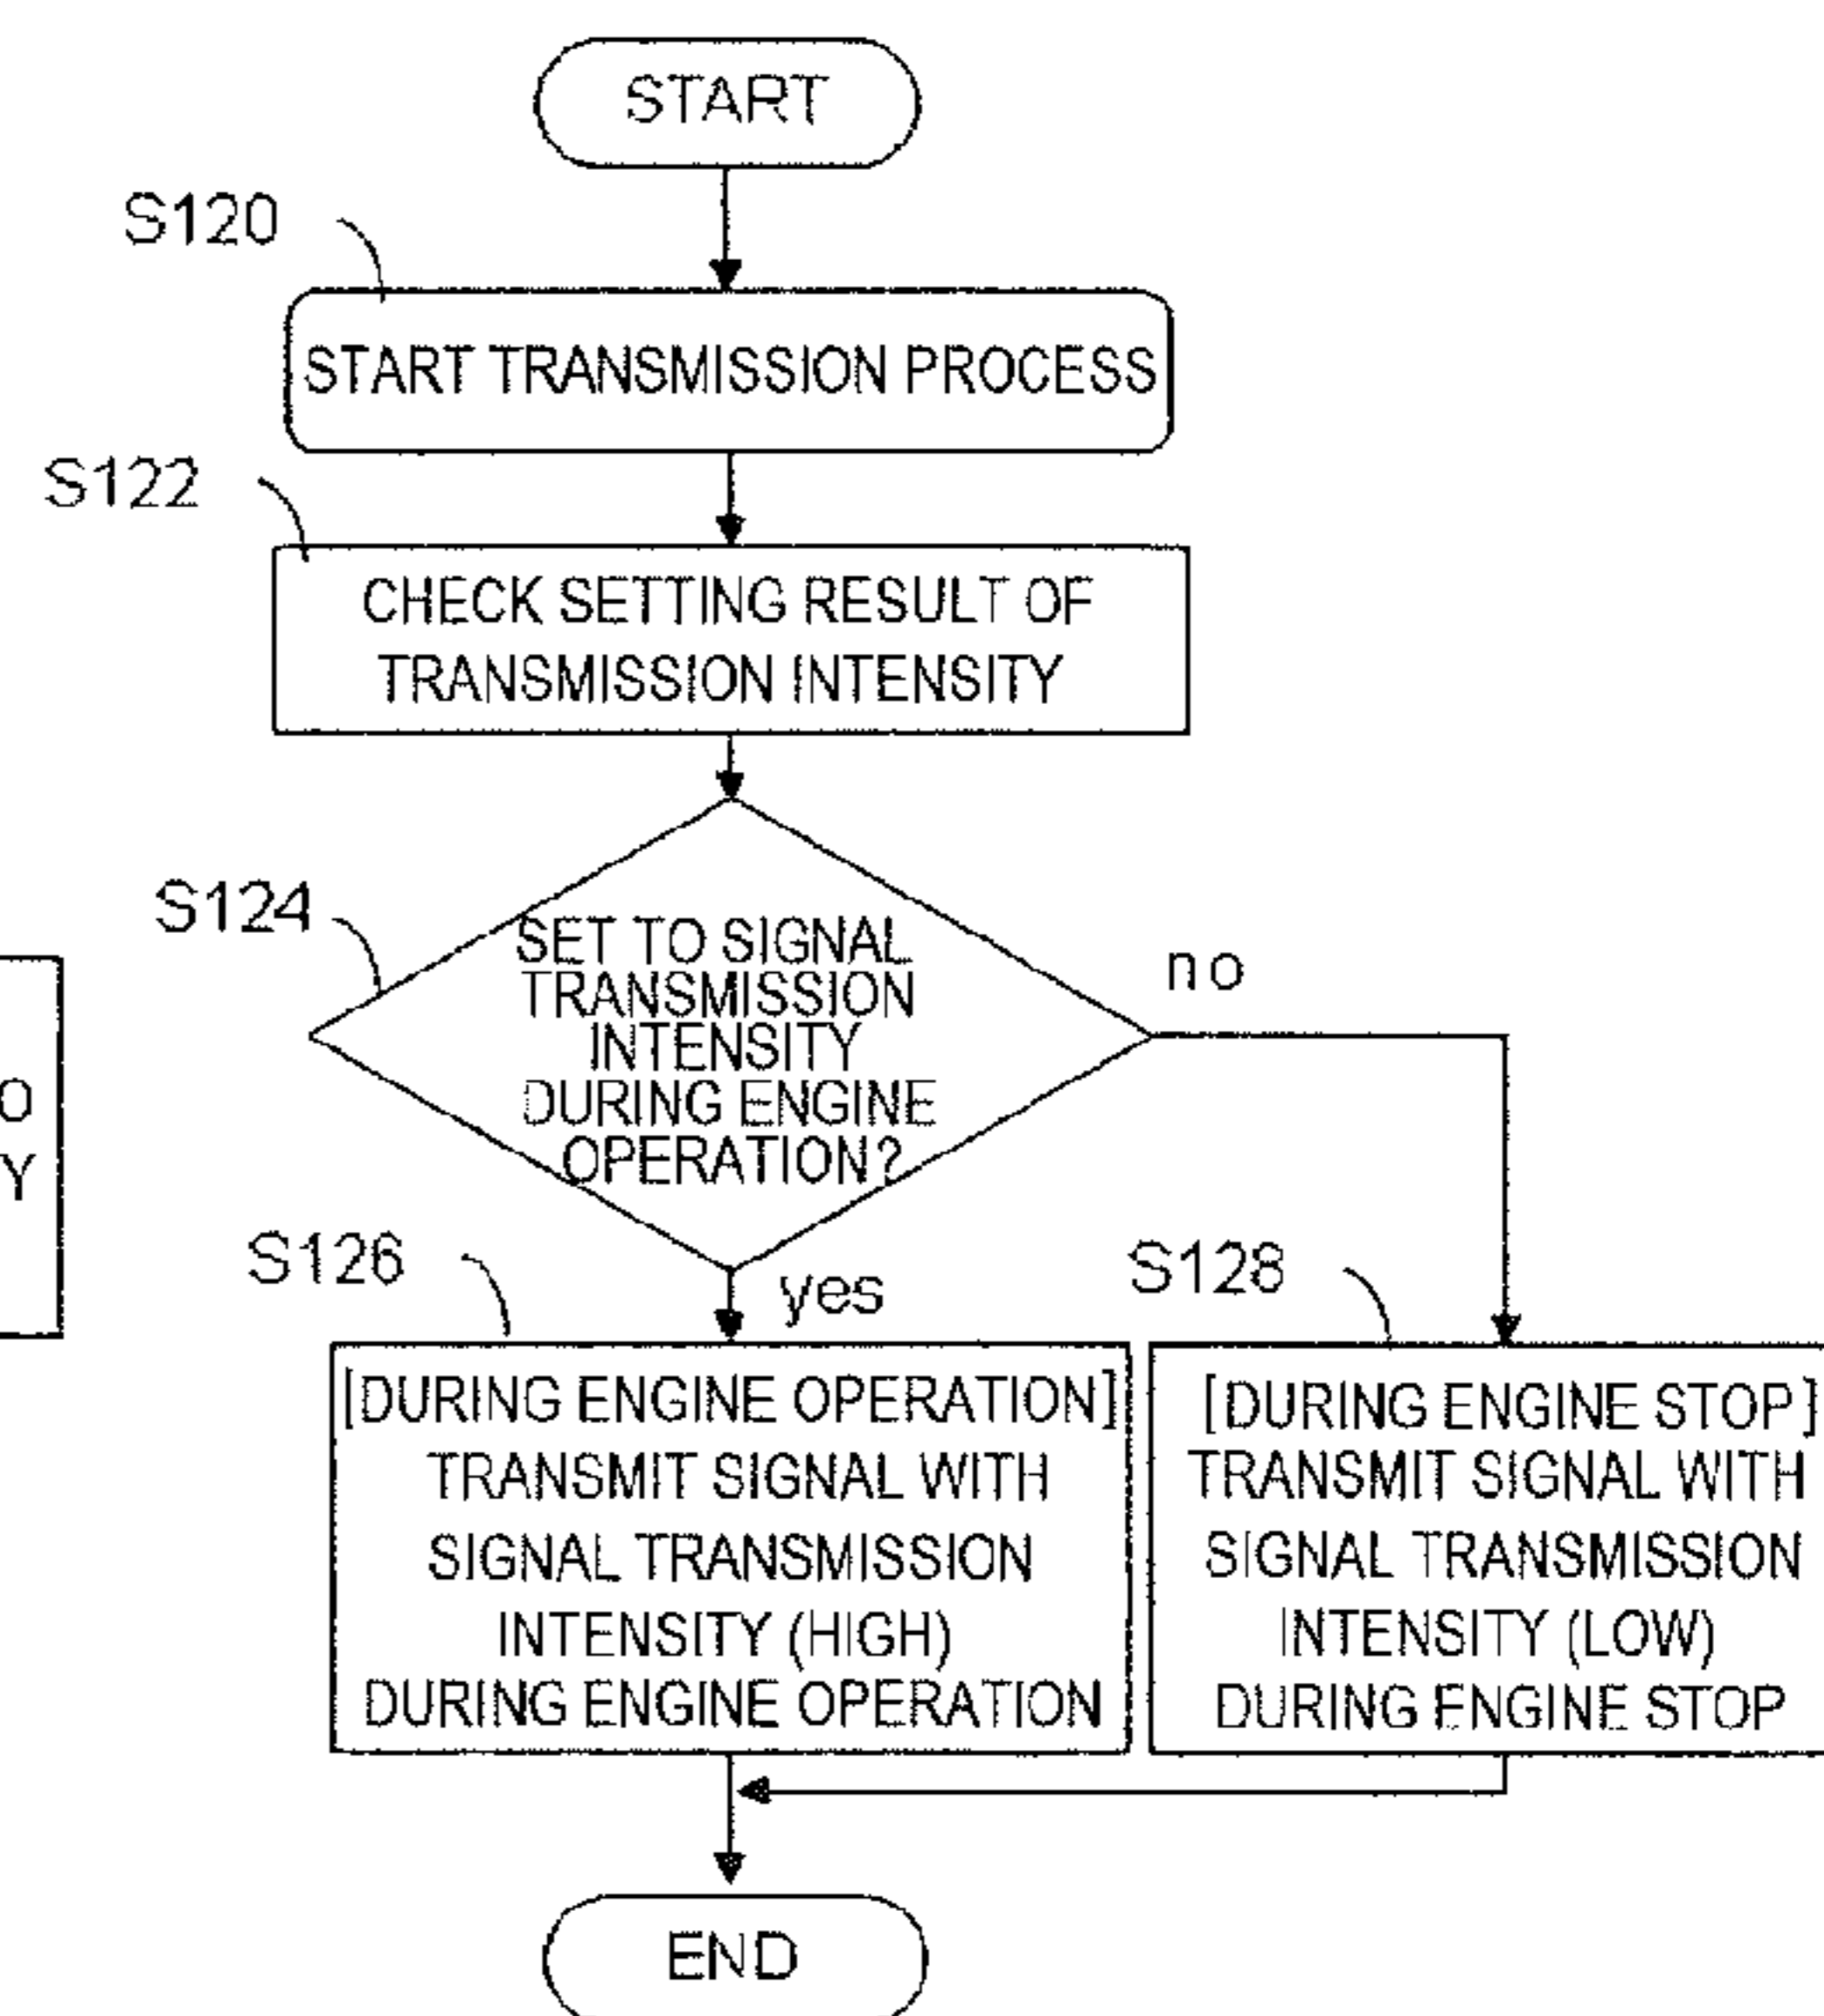 START
S120
START TRANSMISSION PROCESS
S122
CHECK SETTING RESULT OF
TRANSMISSION INTENSITY
S124
SET TO SIGNAL
TRANSMISSION
INTENSITY
DURING ENGINE
OPERATION?
no
O
Y
S126
yes
S128
[DURING ENGINE OPERATION]
TRANSMIT SIGNAL WITH
SIGNAL TRANSMISSION
INTENSITY (HIGH)
DURING ENGINE OPERATION
[DURING ENGINE STOP]
TRANSMIT SIGNAL WITH
SIGNAL TRANSMISSION
INTENSITY (LOW)
DURING ENGINE STOP
END